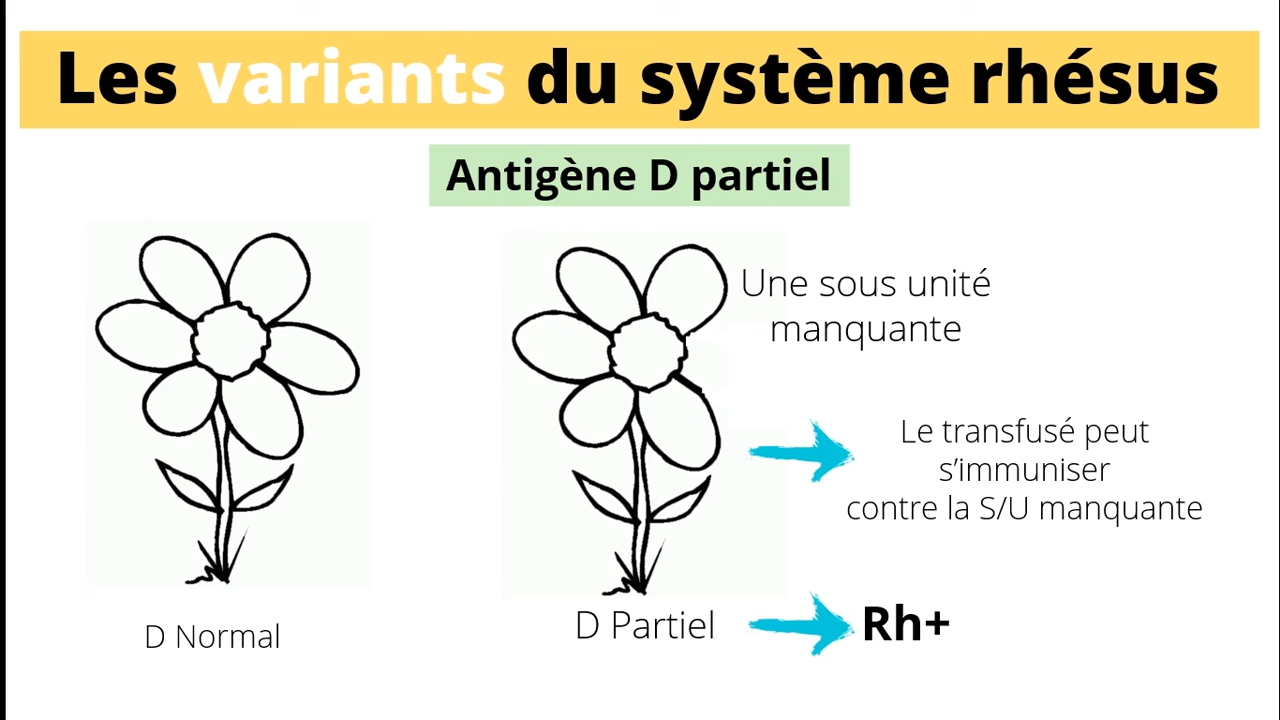 Les variants du système rhésus
Antigène D partiel
Une sous unité
manquante
Le transfusé peut
s’immuniser
contre la S/U manquante
D Normal
D Partiel
Rh+